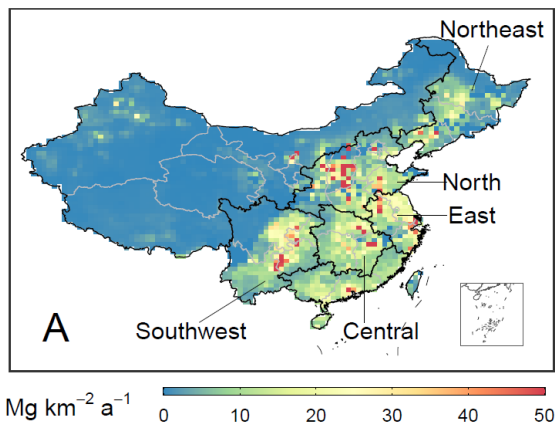 Northeast
North
East
A
Southwest
Central
Mg km⁻² a⁻¹
0 10 20 30 40 50